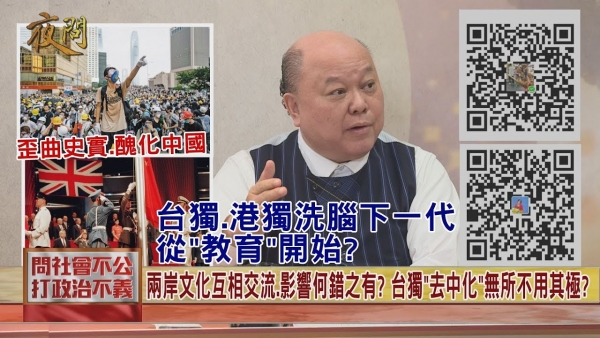 夜問
歪曲史實.醜化中國
台獨.港獨洗腦下一代
從"教育"開始?
問社會不公
打政治不義
兩岸文化互相交流.影響何錯之有? 台獨"去中化"無所不用其極?